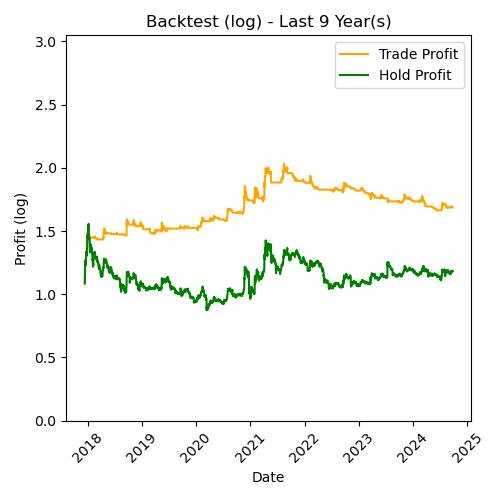 Backtest (log) - Last 9 Year(s)
Trade Profit
Hold Profit
Profit (log)
3.0
2.5
2.0
1.5
1.0
0.5
0.0
2018 2019 2020 2021 2022 2023 2024 2025
Date